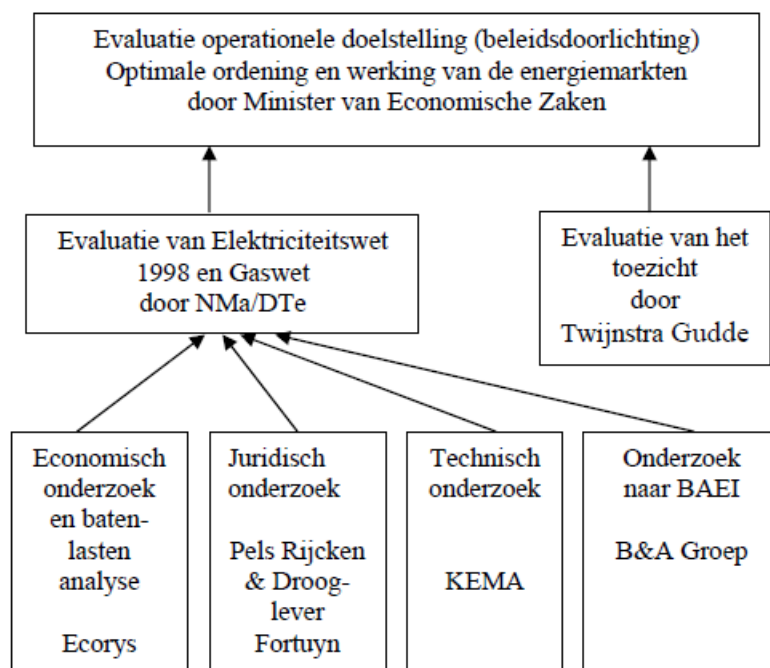 Evaluatie operationele doelstelling (beleidsdoorlichting)
Optimale ordening en werking van de energiemarkten
door Minister van Economische Zaken
Evaluatie van Elektriciteitswet
1998 en Gaswet
door NMa/DTe
Evaluatie van het
toezicht
door
Twijnstra Gudde
Economisch
onderzoek
en baten-
lasten
analyse
Ecorys
Juridisch
onderzoek
Pels Rijcken
& Droog-
lever
Fortuyn
Technisch
onderzoek
KEMA
Onderzoek
naar BAEI
B&A Groep